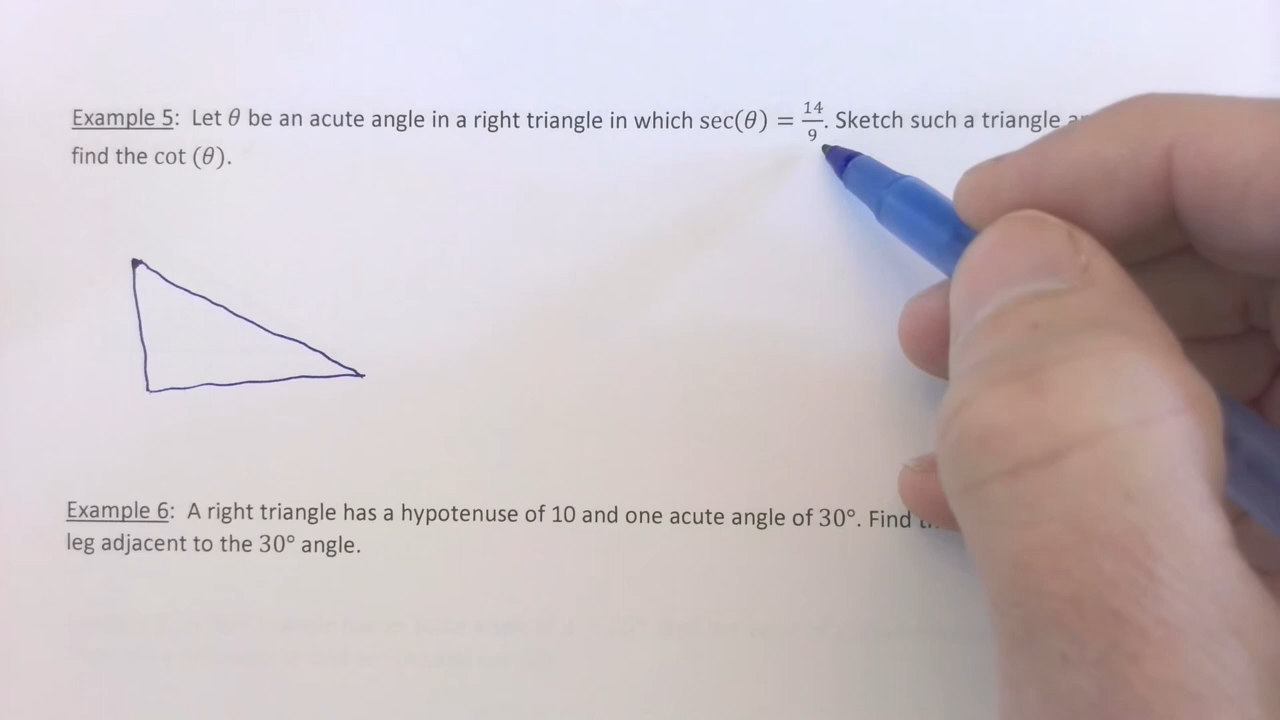 Example 5: Let θ be an acute angle in a right triangle in which sec(θ) = 14/9. Sketch such a triangle
find the cot (θ).
Example 6: A right triangle has a hypotenuse of 10 and one acute angle of 30°. Find
leg adjacent to the 30° angle.